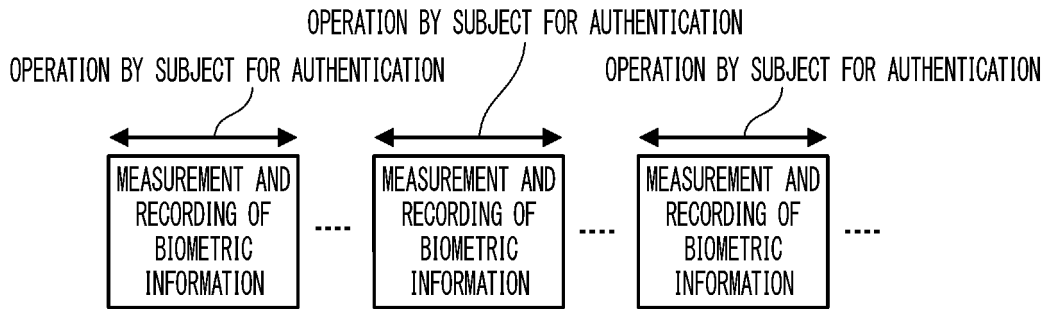 OPERATION BY SUBJECT FOR AUTHENTICATION
OPERATION BY SUBJECT FOR AUTHENTICATION
OPERATION BY SUBJECT FOR AUTHENTICATION
MEASUREMENT AND
RECORDING OF
BIOMETRIC
INFORMATION
....
MEASUREMENT AND
RECORDING OF
BIOMETRIC
INFORMATION
....
MEASUREMENT AND
RECORDING OF
BIOMETRIC
INFORMATION
....